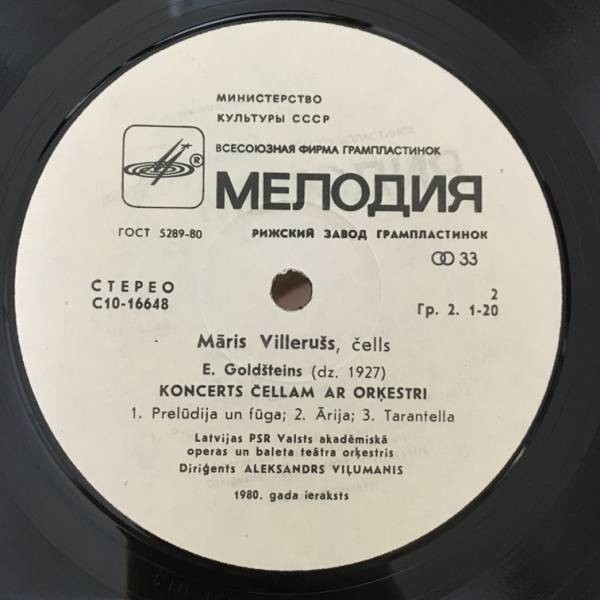 МИНИСТЕРСТВО
КУЛЬТУРЫ СССР
ВСЕСОЮЗНАЯ ФИРМА ГРАМПЛАСТИНОК
®
МЕЛОДИЯ
ГОСТ 5289-80 РИЖСКИЙ ЗАВОД ГРАМПЛАСТИНОК
33
СТЕРЕО
С10-16648
2
Гр. 2. 1-20
Māris Villerušs, čells
E. Goldšteins (dz. 1927)
KONCERTS ČELLAM AR ORĶESTRI
1. Prelūdija un fūga; 2. Ārija; 3. Tarantella
Latvijas PSR Valsts akadēmiskā
operas un baleta teātra orķestris
Diriģents ALEKSANDRS VIĻUMANIS
1980. gada ieraksts